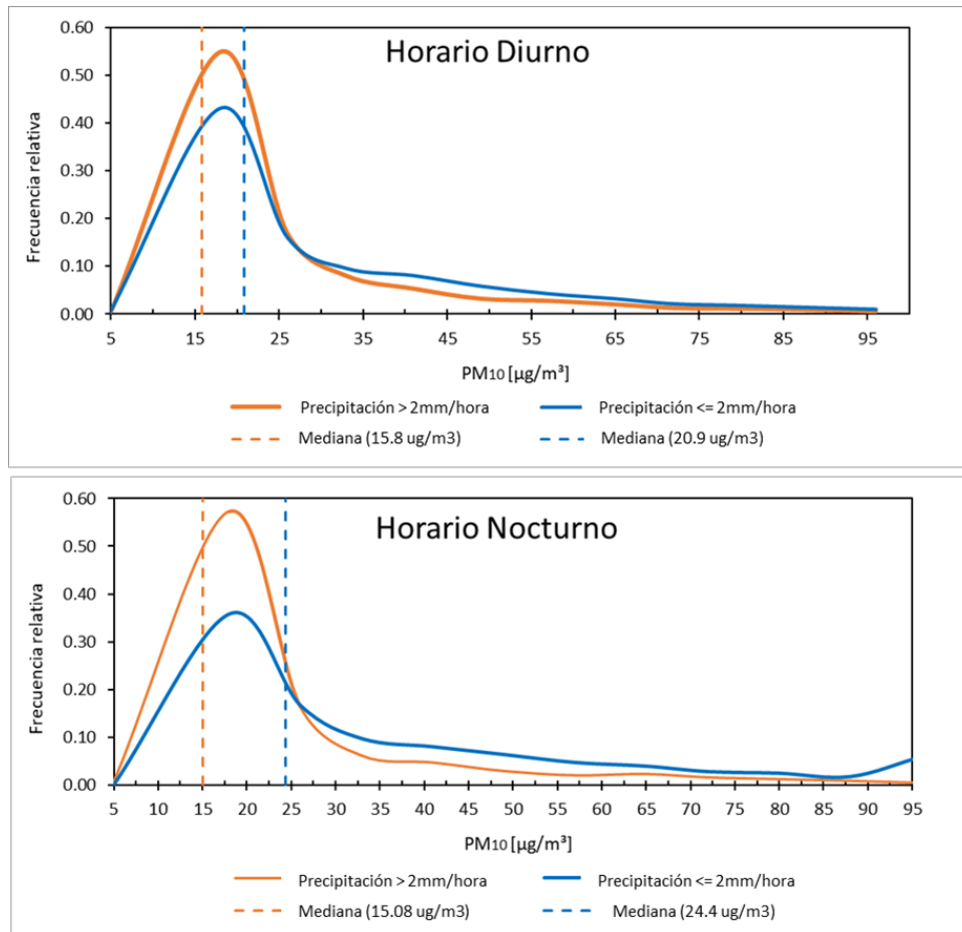 Horario Diurno
Frecuencia relativa
0.60
0.50
0.40
0.30
0.20
0.10
0.00
5 15 25 35 45 55 65 75 85 95
PM10 [µg/m³]
Precipitación > 2mm/hora Precipitación <= 2mm/hora
Mediana (15.8 ug/m3) Mediana (20.9 ug/m3)
Horario Nocturno
Frecuencia relativa
0.60
0.50
0.40
0.30
0.20
0.10
0.00
5 15 20 25 30 35 40 45 50 55 60 65 70 75 80 85 90 95
PM10 [µg/m³]
Precipitación > 2mm/hora Precipitación <= 2mm/hora
Mediana (15.08 ug/m3) Mediana (24.4 ug/m3)